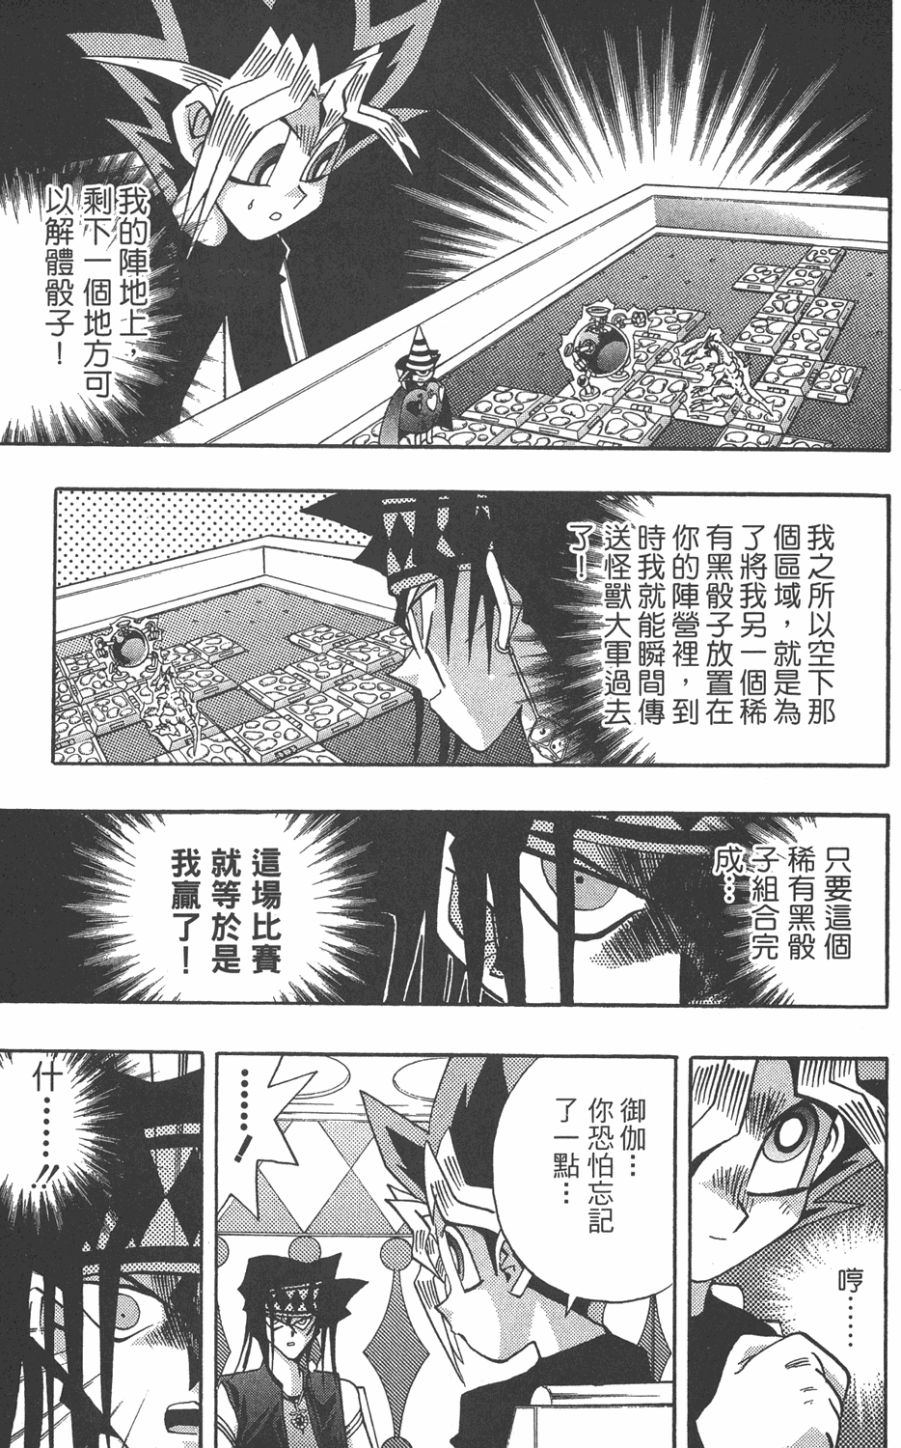 我的陣地上，
剩下一個地方可
以解體骰子！
我之所以空下那
個區域，就是為
了將我另一個稀
有黑骰子放置在
你的陣營裡，到
時我就能瞬間傳
送怪獸大軍過去
了！
只要這個
稀有黑骰
子組合完
成…
這場比賽
就等於是
我贏了！
哼……
御伽…
你恐怕忘記
了一點…
……！
什……！！